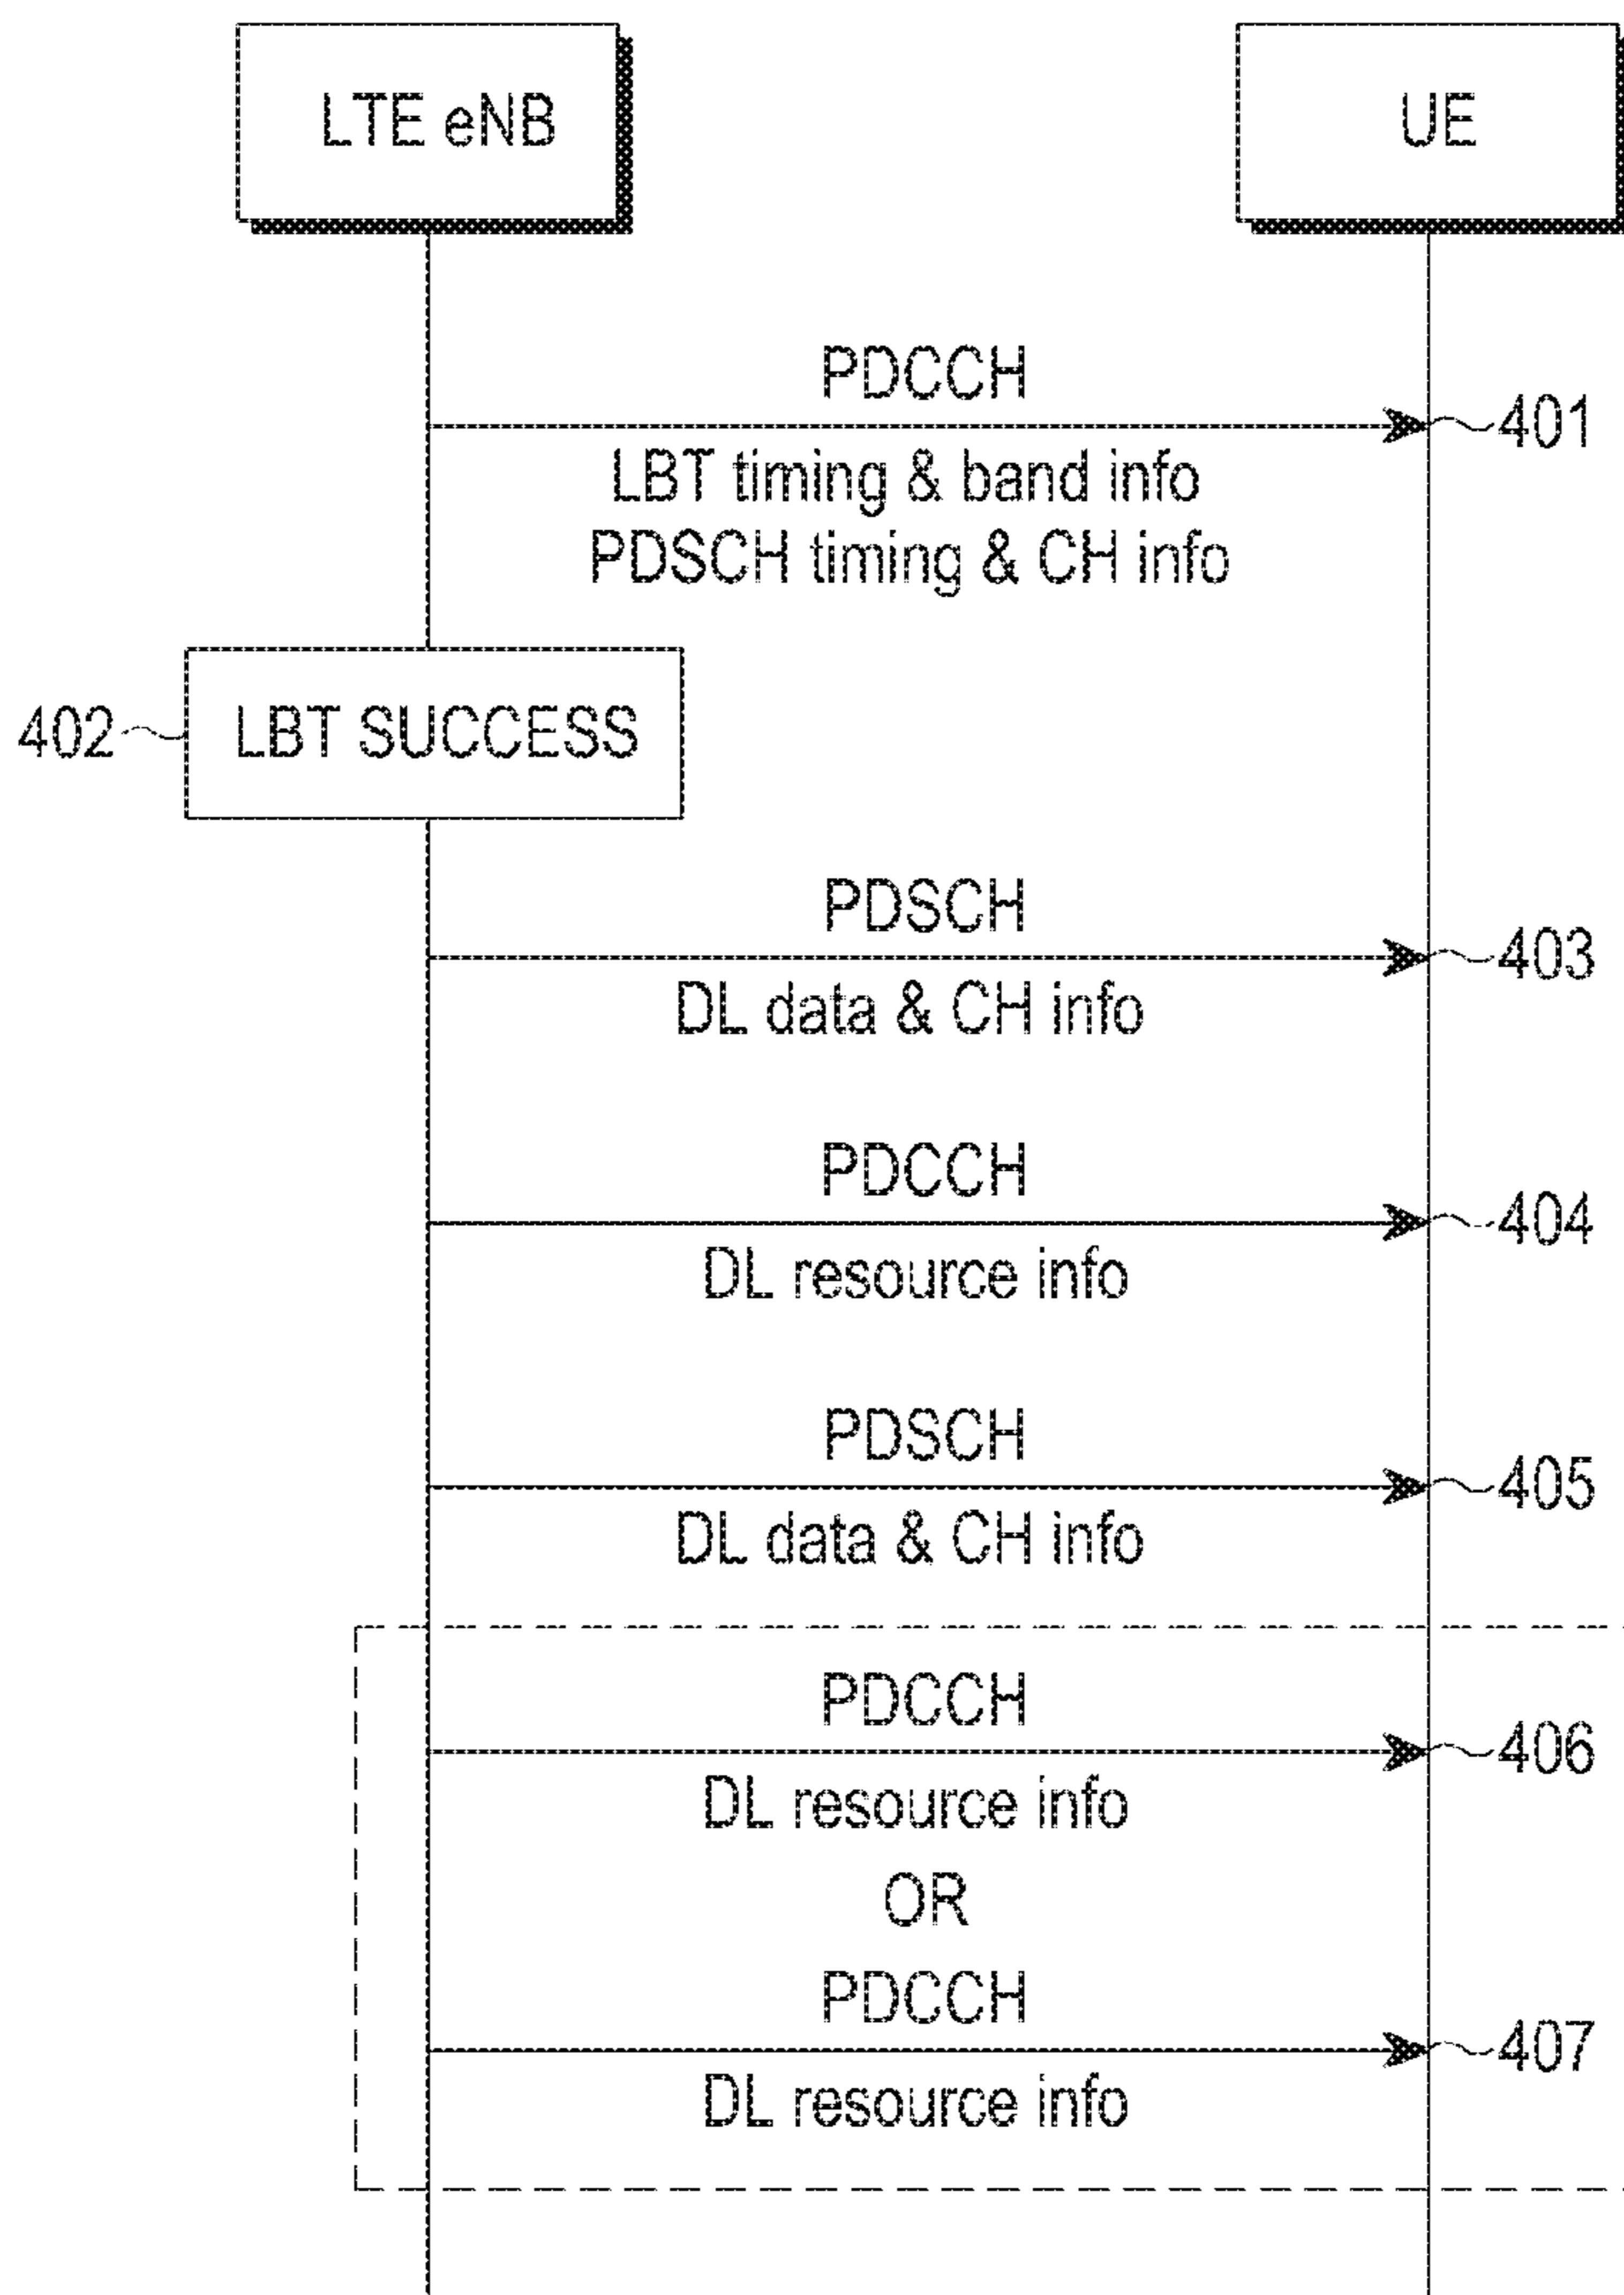 LTE eNB
UE
PDCCH
401
LBT timing & band info
PDSCH timing & CH info
402
LBT SUCCESS
PDSCH
403
DL data & CH info
PDCCH
404
DL resource info
PDSCH
405
DL data & CH info
PDCCH
406
DL resource info
OR
PDCCH
407
DL resource info